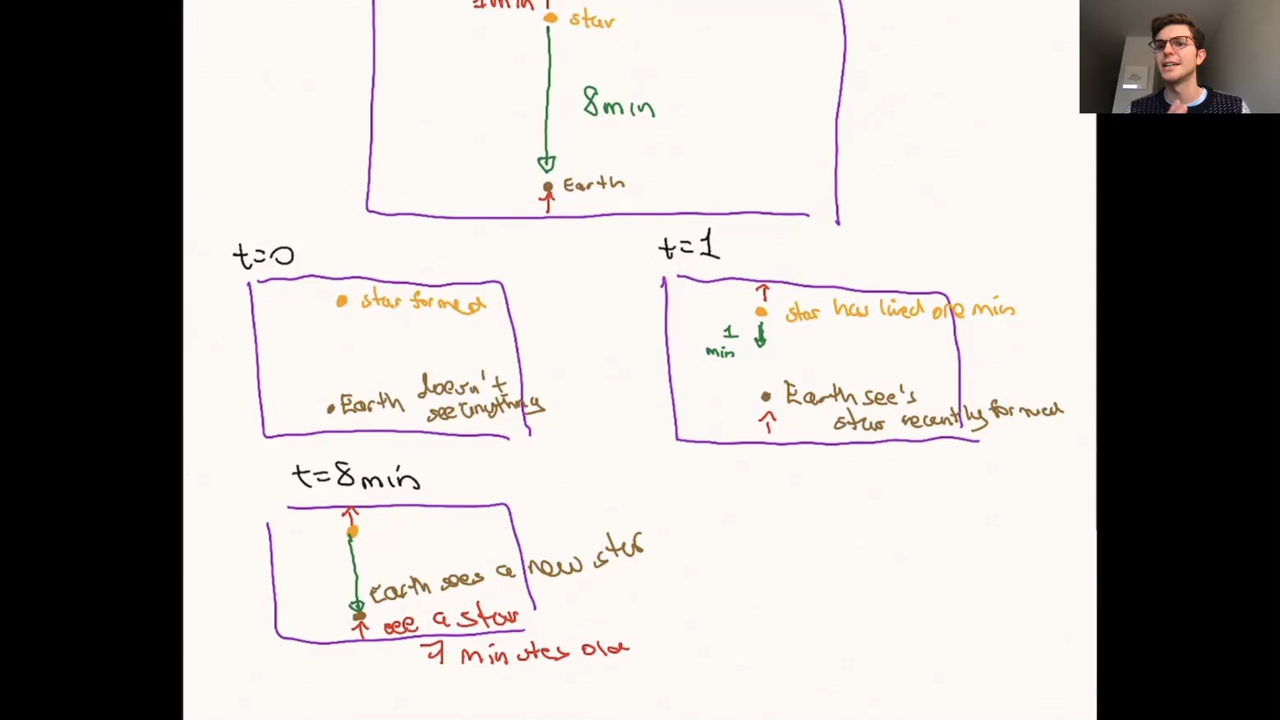 1min
star
8min
Earth
t=0
star formed
Earth doesn't
see anything
t=1
star has lived one min
1
min
Earth see's
star recently formed
t=8min
Earth sees a new star
see a star
7 minutes old